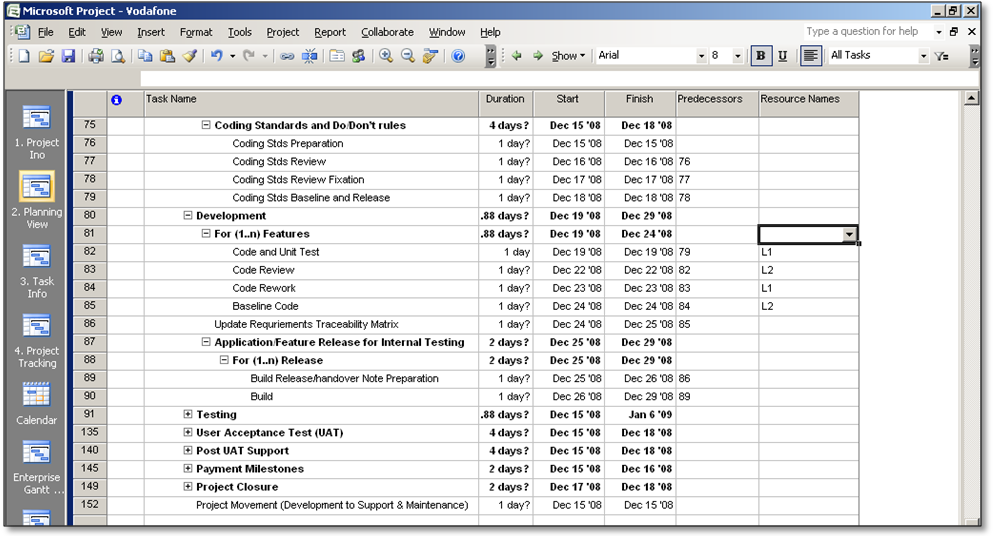 Microsoft Project - Vodafone
File Edit View Insert Format Tools Project Report Collaborate Window Help Type a question for help
Show Arial 8 B U All Tasks
Task Name Duration Start Finish Predecessors Resource Names
75 Coding Standards and Do/Don't rules 4 days? Dec 15 '08 Dec 18 '08
76 Coding Stds Preparation 1 day? Dec 15 '08 Dec 15 '08
77 Coding Stds Review 1 day? Dec 16 '08 Dec 16 '08 76
78 Coding Stds Review Fixation 1 day? Dec 17 '08 Dec 17 '08 77
79 Coding Stds Baseline and Release 1 day? Dec 18 '08 Dec 18 '08 78
80 Development .88 days? Dec 19 '08 Dec 29 '08
81 For (1..n) Features .88 days? Dec 19 '08 Dec 24 '08
82 Code and Unit Test 1 day Dec 19 '08 Dec 19 '08 79 L1
83 Code Review 1 day? Dec 22 '08 Dec 22 '08 82 L2
84 Code Rework 1 day? Dec 23 '08 Dec 23 '08 83 L1
85 Baseline Code 1 day? Dec 24 '08 Dec 24 '08 84 L2
86 Update Requriements Traceability Matrix 1 day? Dec 24 '08 Dec 25 '08 85
87 Application/Feature Release for Internal Testing 2 days? Dec 25 '08 Dec 29 '08
88 For (1..n) Release 2 days? Dec 25 '08 Dec 29 '08
89 Build Release/handover Note Preparation 1 day? Dec 25 '08 Dec 26 '08 86
90 Build 1 day? Dec 26 '08 Dec 29 '08 89
91 Testing .88 days? Dec 15 '08 Jan 6 '09
135 User Acceptance Test (UAT) 4 days? Dec 15 '08 Dec 18 '08
140 Post UAT Support 4 days? Dec 15 '08 Dec 18 '08
145 Payment Milestones 2 days? Dec 15 '08 Dec 16 '08
149 Project Closure 2 days? Dec 17 '08 Dec 18 '08
152 Project Movement (Development to Support & Maintenance) 1 day? Dec 15 '08 Dec 15 '08
1. Project
Ino
2. Planning
View
3. Task
Info
4. Project
Tracking
Calendar
Enterprise
Gantt ...